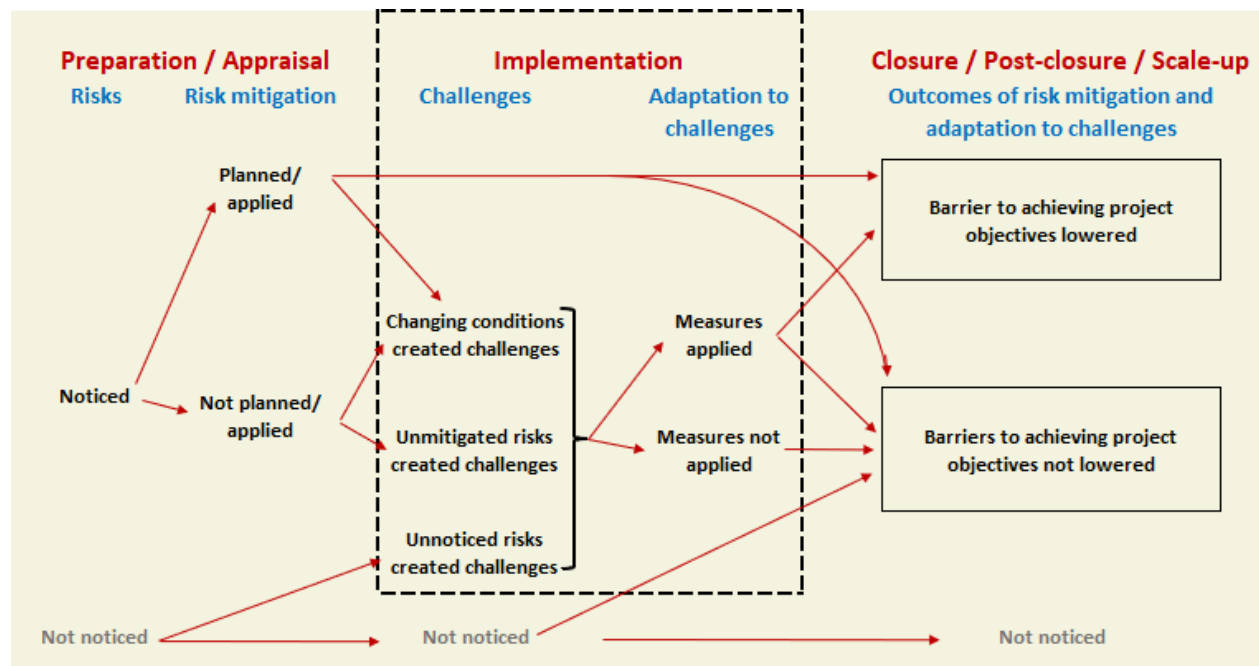 Preparation / Appraisal
Implementation
Closure / Post-closure / Scale-up
Risks
Risk mitigation
Challenges
Adaptation to
challenges
Outcomes of risk mitigation and
adaptation to challenges
Planned/
applied
Barrier to achieving project
objectives lowered
Changing conditions
created challenges
Measures
applied
Noticed
Not planned/
applied
Unmitigated risks
created challenges
Measures not
applied
Barriers to achieving project
objectives not lowered
Unnoticed risks
created challenges
Not noticed
Not noticed
Not noticed